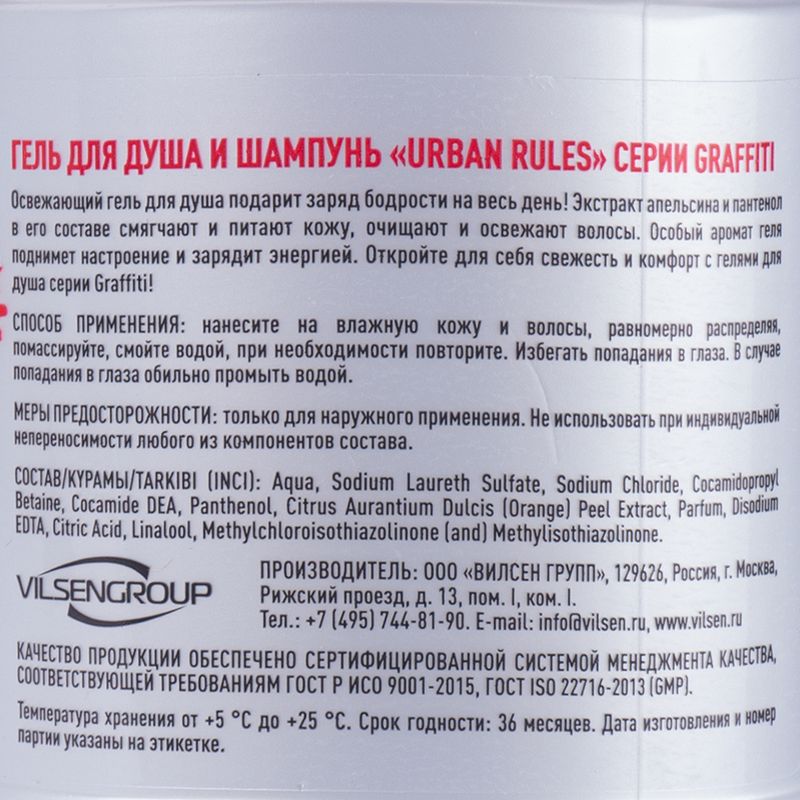 ГЕЛЬ ДЛЯ ДУША И ШАМПУНЬ «URBAN RULES» СЕРИИ GRAFFITI
Освежающий гель для душа подарит заряд бодрости на весь день! Экстракт апельсина и пантенол
в его составе смягчают и питают кожу, очищают и освежают волосы. Особый аромат геля
поднимет настроение и зарядит энергией. Откройте для себя свежесть и комфорт с гелями для
душа серии Graffiti!
СПОСОБ ПРИМЕНЕНИЯ: нанесите на влажную кожу и волосы, равномерно распределяя,
помассируйте, смойте водой, при необходимости повторите. Избегать попадания в глаза. В случае
попадания в глаза обильно промыть водой.
МЕРЫ ПРЕДОСТОРОЖНОСТИ: только для наружного применения. Не использовать при индивидуальной
непереносимости любого из компонентов состава.
СОСТАВ/КУРАМЫ/TARKIBI (INCI): Aqua, Sodium Laureth Sulfate, Sodium Chloride, Cocamidopropyl
Betaine, Cocamide DEA, Panthenol, Citrus Aurantium Dulcis (Orange) Peel Extract, Parfum, Disodium
EDTA, Citric Acid, Linalool, Methylchloroisothiazolinone (and) Methylisothiazolinone.
VILSENGROUP
ПРОИЗВОДИТЕЛЬ: ООО «ВИЛСЕН ГРУПП», 129626, Россия, г. Москва,
Рижский проезд, д. 13, пом. I, ком. I.
Тел.: +7 (495) 744-81-90. E-mail: info@vilsen.ru, www.vilsen.ru
КАЧЕСТВО ПРОДУКЦИИ ОБЕСПЕЧЕНО СЕРТИФИЦИРОВАННОЙ СИСТЕМОЙ МЕНЕДЖМЕНТА КАЧЕСТВА,
СООТВЕТСТВУЮЩЕЙ ТРЕБОВАНИЯМ ГОСТ Р ИСО 9001-2015, ГОСТ ISO 22716-2013 (GMP).
Температура хранения от +5 °C до +25 °C. Срок годности: 36 месяцев. Дата изготовления и номер
партии указаны на этикетке.